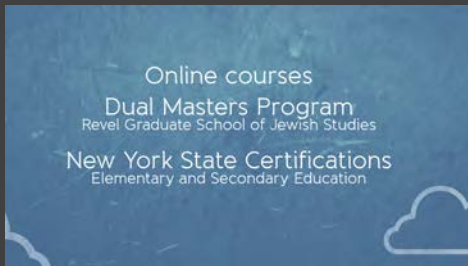 Online courses
Dual Masters Program
Revel Graduate School of Jewish Studies
New York State Certifications
Elementary and Secondary Education